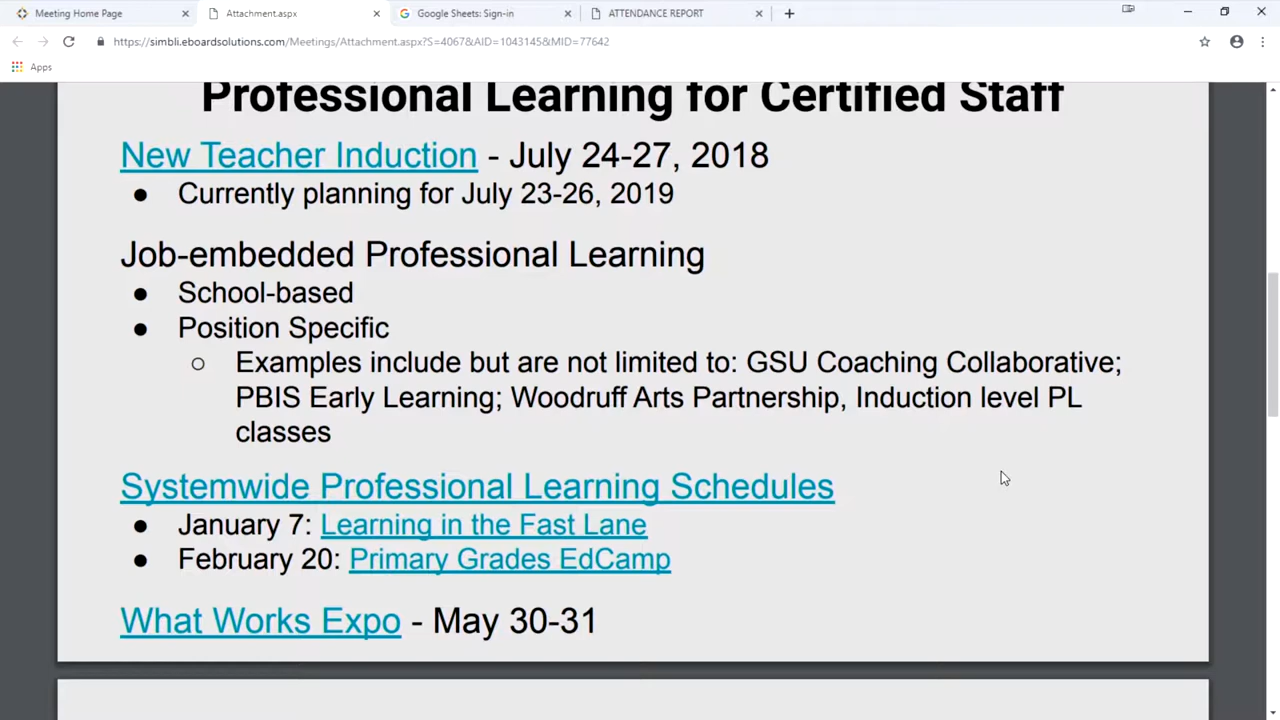 Meeting Home Page
Attachment.aspx
Google Sheets: Sign-in
ATTENDANCE REPORT
https://simbli.eboardsolutions.com/Meetings/Attachment.aspx?S=4067&AID=1043145&MID=77642
Apps
Professional Learning for Certified Staff
New Teacher Induction - July 24-27, 2018
● Currently planning for July 23-26, 2019
Job-embedded Professional Learning
● School-based
● Position Specific
○ Examples include but are not limited to: GSU Coaching Collaborative;
PBIS Early Learning; Woodruff Arts Partnership, Induction level PL
classes
Systemwide Professional Learning Schedules
● January 7: Learning in the Fast Lane
● February 20: Primary Grades EdCamp
What Works Expo - May 30-31